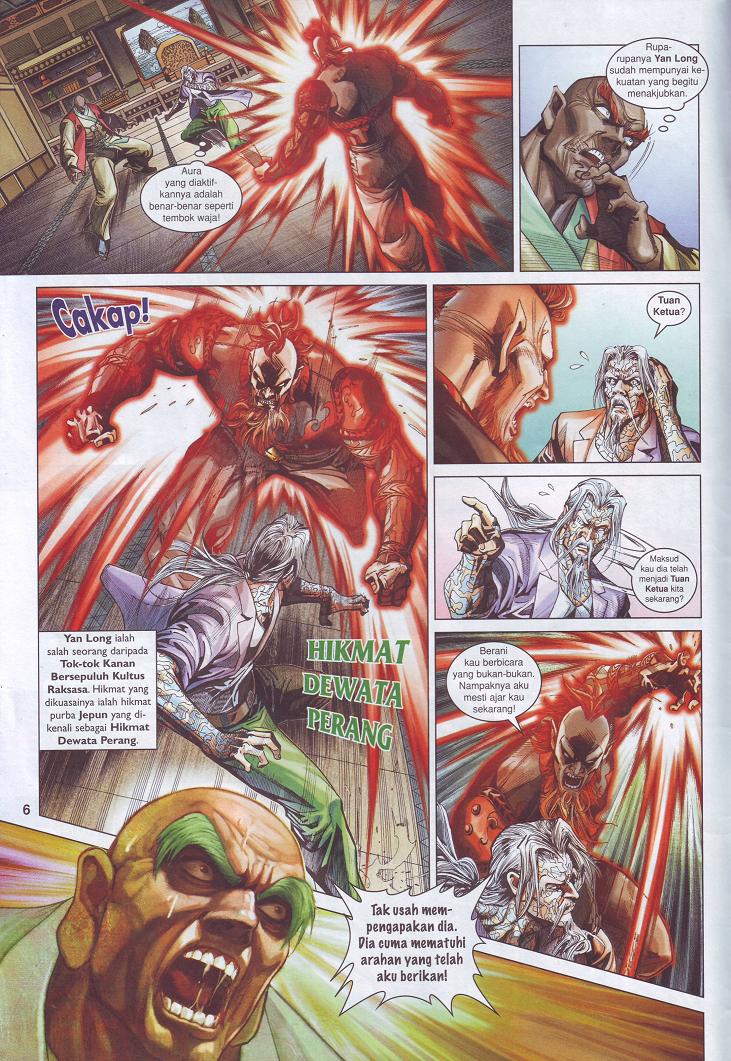 Aura
yang diaktif-
kannya adalah
benar-benar seperti
tembok waja!
Rupa-
rupanya Yan Long
sudah mempunyai ke-
kuatan yang begitu
menakjubkan.
Cakap!
Yan Long ialah
salah seorang daripada
Tok-tok Kanan
Bersepuluh Kultus
Raksasa. Hikmat yang
dikuasainya ialah hikmat
purba Jepun yang di-
kenali sebagai Hikmat
Dewata Perang.
HIKMAT
DEWATA
PERANG
Tuan
Ketua?
Maksud
kau dia telah
menjadi Tuan
Ketua kita
sekarang?
Berani
kau berbicara
yang bukan-bukan.
Nampaknya aku
mesti ajar kau
sekarang!
Tak usah mem-
pengapakan dia.
Dia cuma mematuhi
arahan yang telah
aku berikan!
6